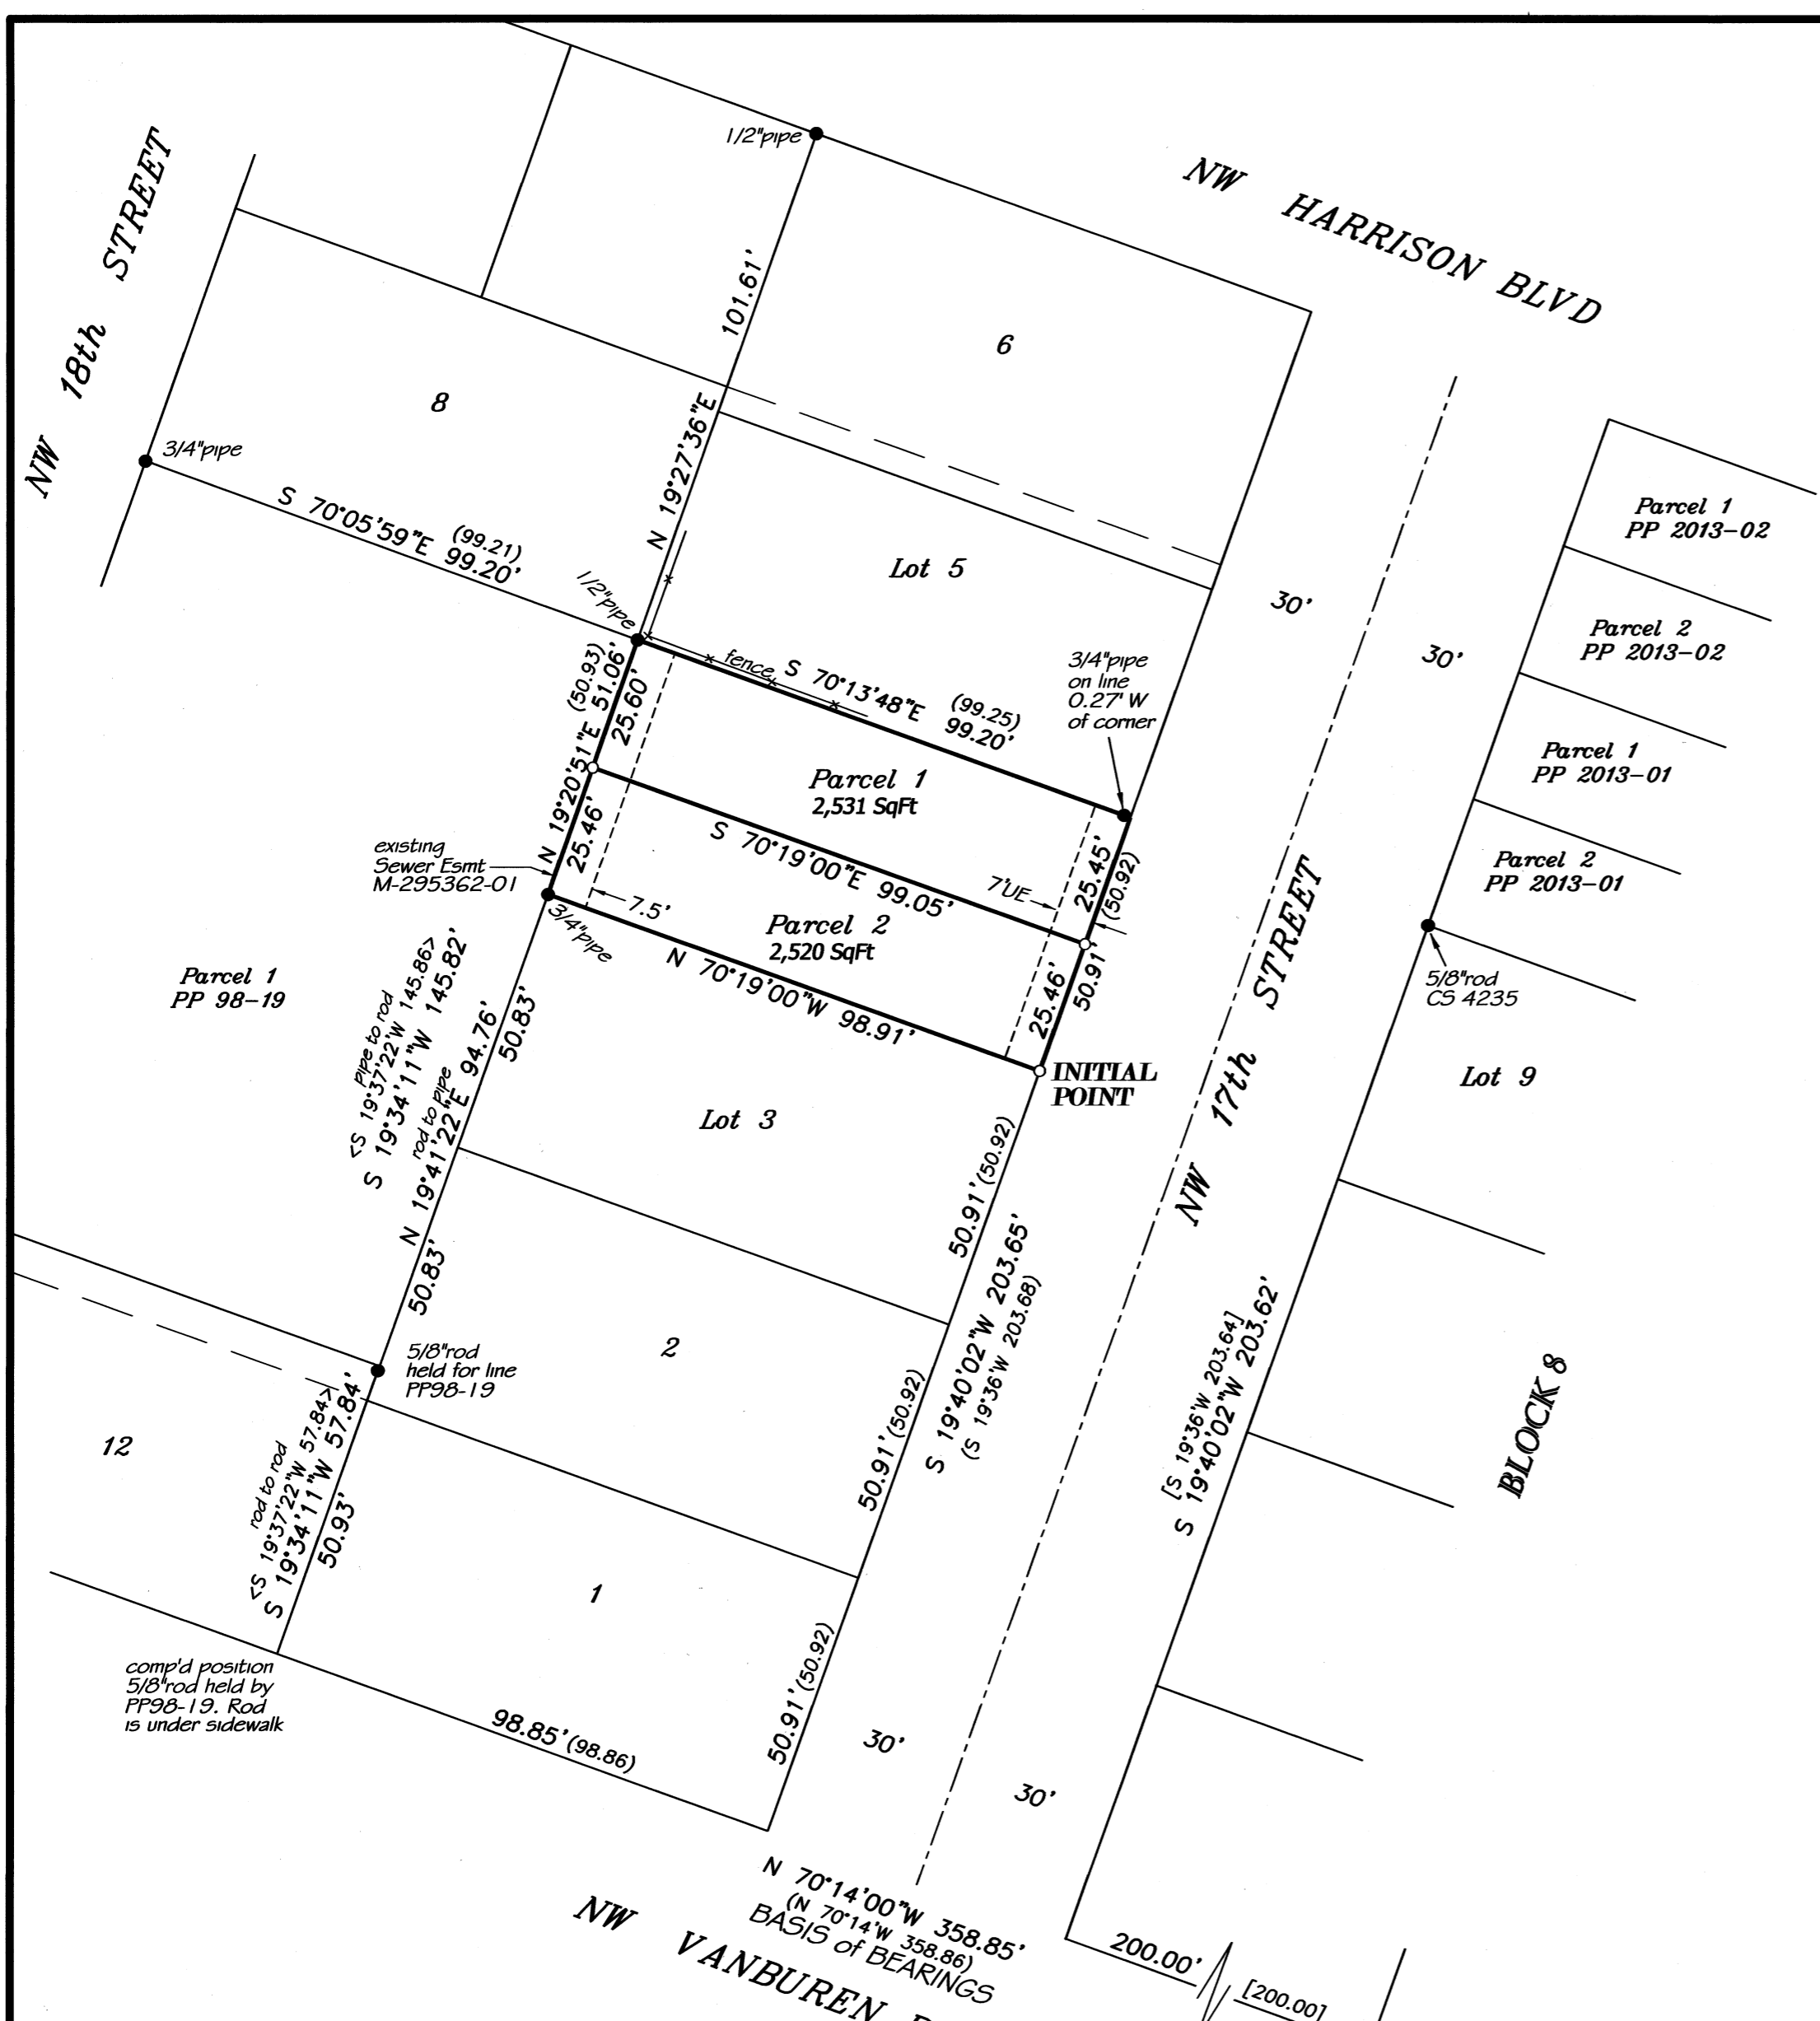 1/2"pipe
NW HARRISON BLVD
NW 18th STREET
101.61'
N 19°27'36"E
6
8
3/4"pipe
S 70°05'59"E 99.20'
(99.21)
1/2"pipe
Lot 5
30'
30'
Parcel 1
PP 2013-02
Parcel 2
PP 2013-02
Parcel 1
PP 2013-01
Parcel 2
PP 2013-01
fence
S 70°13'48"E 99.20'
(99.25)
3/4"pipe
on line
0.27' W
of corner
(50.93)
N 19°20'51"E 51.06'
25.60'
25.46'
Parcel 1
2,531 SqFt
S 70°19'00"E 99.05'
7'UE
25.45'
(50.92)
existing
Sewer Esmt
M-295362-01
7.5'
3/4"pipe
Parcel 2
2,520 SqFt
N 70°19'00"W 98.91'
25.46'
50.91'
INITIAL
POINT
NW 17th STREET
5/8"rod
CS 4235
Lot 9
Parcel 1
PP 98-19
pipe to rod
<S 19°37'22"W 145.86>
S 19°34'11"W 145.82'
rod to pipe
N 19°41'22"E 94.76'
50.83'
Lot 3
50.91'(50.92)
50.83'
S 19°40'02"W 203.65'
(S 19°36'W 203.68)
[S 19°36'W 203.64]
S 19°40'02"W 203.62'
BLOCK 8
2
5/8"rod
held for line
PP98-19
50.91'(50.92)
12
rod to rod
<S 19°37'22"W 57.84>
S 19°34'11"W 57.84'
50.93'
1
50.91'(50.92)
comp'd position
5/8"rod held by
PP98-19. Rod
is under sidewalk
98.85'(98.86)
30'
30'
N 70°14'00"W 358.85'
(N 70°14'W 358.86)
BASIS of BEARINGS
NW VANBUREN
200.00'
[200.00]